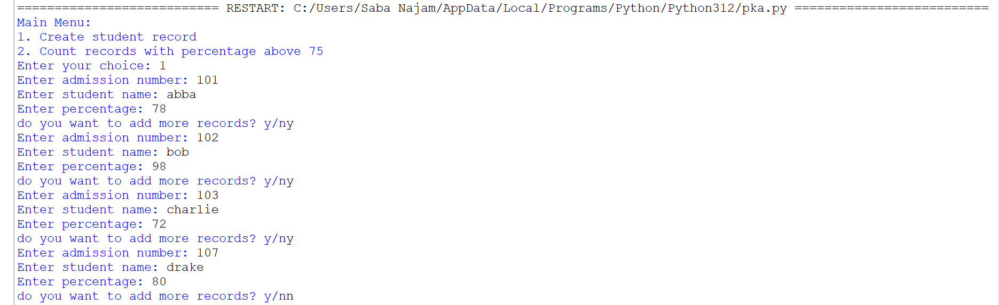 =========================== RESTART: C:/Users/Saba Najam/AppData/Local/Programs/Python/Python312/pka.py ==========================
Main Menu:
1. Create student record
2. Count records with percentage above 75
Enter your choice: 1
Enter admission number: 101
Enter student name: abba
Enter percentage: 78
do you want to add more records? y/ny
Enter admission number: 102
Enter student name: bob
Enter percentage: 98
do you want to add more records? y/ny
Enter admission number: 103
Enter student name: charlie
Enter percentage: 72
do you want to add more records? y/ny
Enter admission number: 107
Enter student name: drake
Enter percentage: 80
do you want to add more records? y/nn